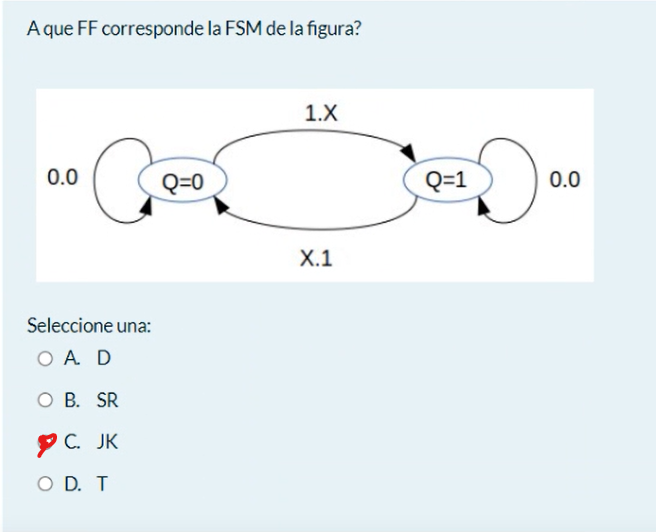 A que FF corresponde la FSM de la figura?
1.X
0.0
Q=0
Q=1
0.0
X.1
Seleccione una:
A. D
B. SR
C. JK
D. T